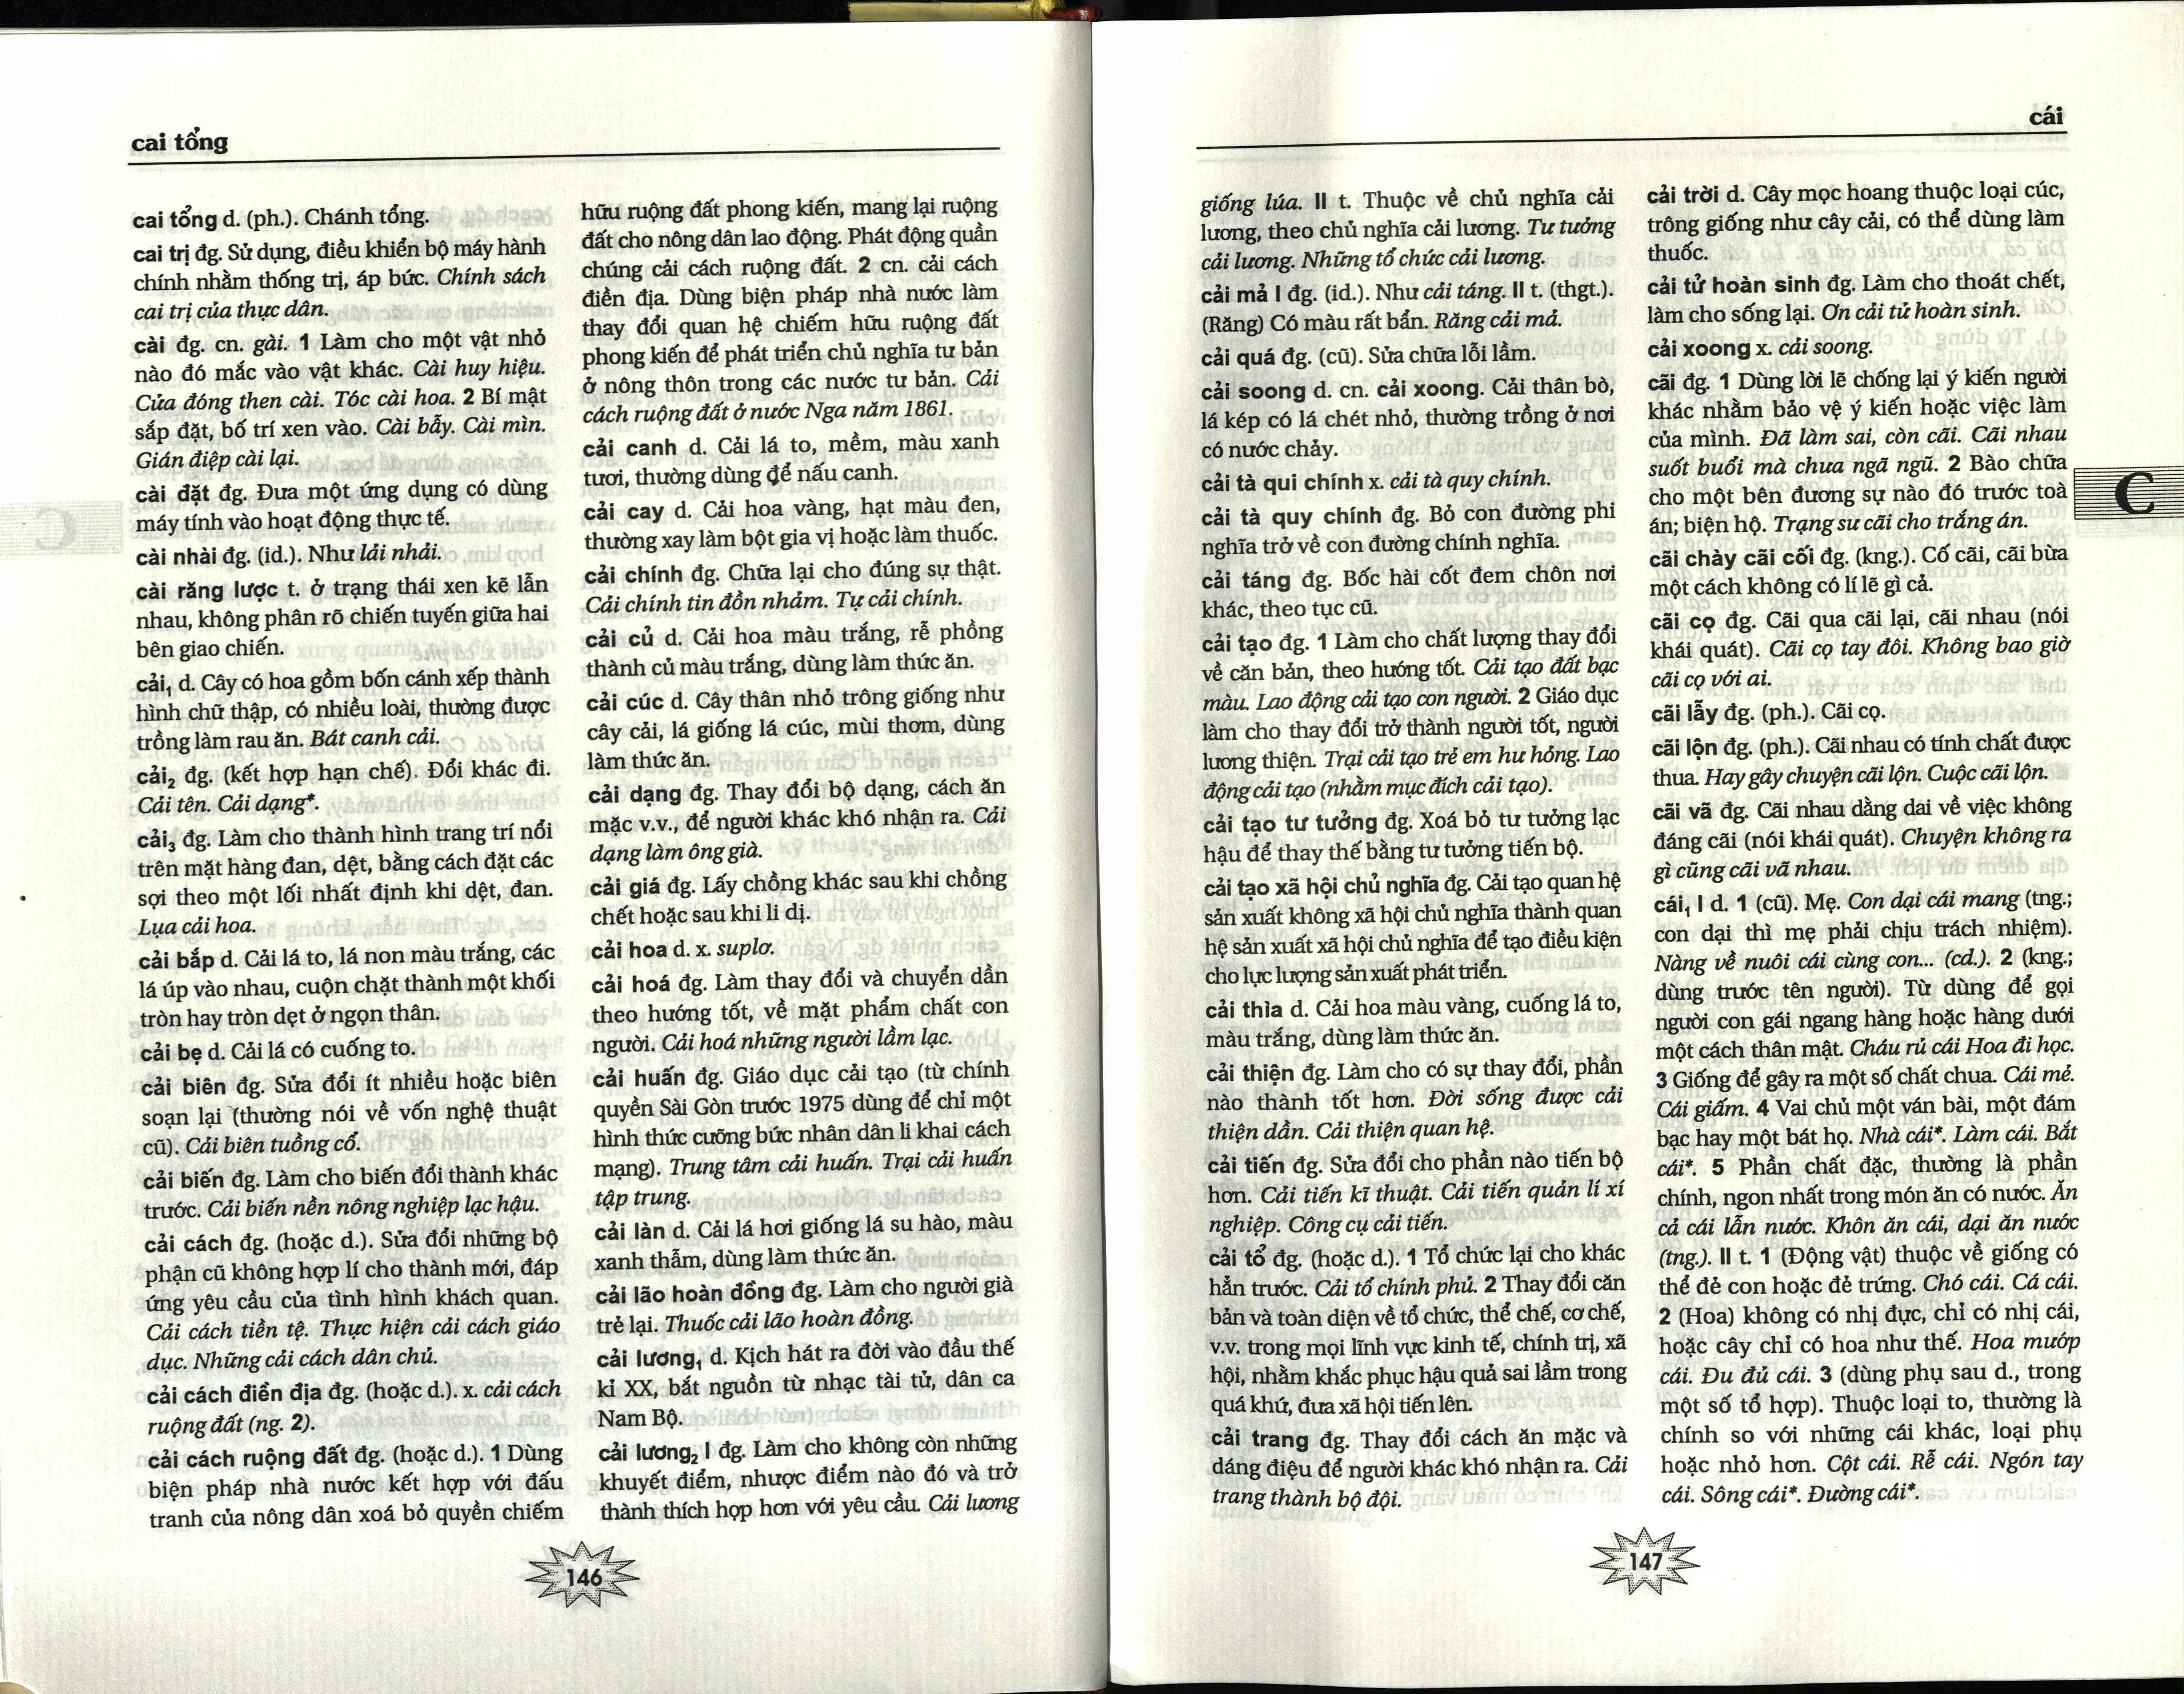 cai tổng
cai tổng d. (ph.). Chánh tổng.
cai trị đg. Sử dụng, điều khiển bộ máy hành
chính nhằm thống trị, áp bức. Chính sách
cai trị của thực dân.
cài đg. cn. gài. 1 Làm cho một vật nhỏ
nào đó mắc vào vật khác. Cài huy hiệu.
Cửa đóng then cài. Tóc cài hoa. 2 Bí mật
sắp đặt, bố trí xen vào. Cài bẫy. Cài mìn.
Gián điệp cài lại.
cài đặt đg. Đưa một ứng dụng có dùng
máy tính vào hoạt động thực tế.
cài nhài đg. (id.). Như lải nhải.
cài răng lược t. ở trạng thái xen kẽ lẫn
nhau, không phân rõ chiến tuyến giữa hai
bên giao chiến.
cải₁ d. Cây có hoa gồm bốn cánh xếp thành
hình chữ thập, có nhiều loài, thường được
trồng làm rau ăn. Bát canh cải.
cải₂ đg. (kết hợp hạn chế). Đổi khác đi.
Cải tên. Cải dạng*.
cải₃ đg. Làm cho thành hình trang trí nổi
trên mặt hàng đan, dệt, bằng cách đặt các
sợi theo một lối nhất định khi dệt, đan.
Lụa cải hoa.
cải bắp d. Cải lá to, lá non màu trắng, các
lá úp vào nhau, cuộn chặt thành một khối
tròn hay tròn dẹt ở ngọn thân.
cải bẹ d. Cải lá có cuống to.
cải biên đg. Sửa đổi ít nhiều hoặc biên
soạn lại (thường nói về vốn nghệ thuật
cũ). Cải biên tuồng cổ.
cải biến đg. Làm cho biến đổi thành khác
trước. Cải biến nền nông nghiệp lạc hậu.
cải cách đg. (hoặc d.). Sửa đổi những bộ
phận cũ không hợp lí cho thành mới, đáp
ứng yêu cầu của tình hình khách quan.
Cải cách tiền tệ. Thực hiện cải cách giáo
dục. Những cải cách dân chủ.
cải cách điền địa đg. (hoặc d.). x. cải cách
ruộng đất (ng. 2).
cải cách ruộng đất đg. (hoặc d.). 1 Dùng
biện pháp nhà nước kết hợp với đấu
tranh của nông dân xoá bỏ quyền chiếm
hữu ruộng đất phong kiến, mang lại ruộng
đất cho nông dân lao động. Phát động quần
chúng cải cách ruộng đất. 2 cn. cải cách
điền địa. Dùng biện pháp nhà nước làm
thay đổi quan hệ chiếm hữu ruộng đất
phong kiến để phát triển chủ nghĩa tư bản
ở nông thôn trong các nước tư bản. Cải
cách ruộng đất ở nước Nga năm 1861.
cải canh d. Cải lá to, mềm, màu xanh
tươi, thường dùng để nấu canh.
cải cay d. Cải hoa vàng, hạt màu đen,
thường xay làm bột gia vị hoặc làm thuốc.
cải chính đg. Chữa lại cho đúng sự thật.
Cải chính tin đồn nhảm. Tự cải chính.
cải củ d. Cải hoa màu trắng, rễ phồng
thành củ màu trắng, dùng làm thức ăn.
cải cúc d. Cây thân nhỏ trông giống như
cây cải, lá giống lá cúc, mùi thơm, dùng
làm thức ăn.
cải dạng đg. Thay đổi bộ dạng, cách ăn
mặc v.v., để người khác khó nhận ra. Cải
dạng làm ông già.
cải giá đg. Lấy chồng khác sau khi chồng
chết hoặc sau khi li dị.
cải hoa d. x. suplơ.
cải hoá đg. Làm thay đổi và chuyển dần
theo hướng tốt, về mặt phẩm chất con
người. Cải hoá những người lầm lạc.
cải huấn đg. Giáo dục cải tạo (từ chính
quyền Sài Gòn trước 1975 dùng để chỉ một
hình thức cưỡng bức nhân dân li khai cách
mạng). Trung tâm cải huấn. Trại cải huấn
tập trung.
cải làn d. Cải lá hơi giống lá su hào, màu
xanh thẫm, dùng làm thức ăn.
cải lão hoàn đồng đg. Làm cho người già
trẻ lại. Thuốc cải lão hoàn đồng.
cải lương₁ d. Kịch hát ra đời vào đầu thế
kỉ XX, bắt nguồn từ nhạc tài tử, dân ca
Nam Bộ.
cải lương₂ I đg. Làm cho không còn những
khuyết điểm, nhược điểm nào đó và trở
thành thích hợp hơn với yêu cầu. Cải lương
146
cái
giống lúa. II t. Thuộc về chủ nghĩa cải
lương, theo chủ nghĩa cải lương. Tư tưởng
cải lương. Những tổ chức cải lương.
cải mả I đg. (id.). Như cải táng. II t. (thgt.).
(Răng) Có màu rất bẩn. Răng cải mả.
cải quá đg. (cũ). Sửa chữa lỗi lầm.
cải soong d. cn. cải xoong. Cải thân bò,
lá kép có lá chét nhỏ, thường trồng ở nơi
có nước chảy.
cải tà qui chính x. cải tà quy chính.
cải tà quy chính đg. Bỏ con đường phi
nghĩa trở về con đường chính nghĩa.
cải táng đg. Bốc hài cốt đem chôn nơi
khác, theo tục cũ.
cải tạo đg. 1 Làm cho chất lượng thay đổi
về căn bản, theo hướng tốt. Cải tạo đất bạc
màu. Lao động cải tạo con người. 2 Giáo dục
làm cho thay đổi trở thành người tốt, người
lương thiện. Trại cải tạo trẻ em hư hỏng. Lao
động cải tạo (nhằm mục đích cải tạo).
cải tạo tư tưởng đg. Xoá bỏ tư tưởng lạc
hậu để thay thế bằng tư tưởng tiến bộ.
cải tạo xã hội chủ nghĩa đg. Cải tạo quan hệ
sản xuất không xã hội chủ nghĩa thành quan
hệ sản xuất xã hội chủ nghĩa để tạo điều kiện
cho lực lượng sản xuất phát triển.
cải thìa d. Cải hoa màu vàng, cuống lá to,
màu trắng, dùng làm thức ăn.
cải thiện đg. Làm cho có sự thay đổi, phần
nào thành tốt hơn. Đời sống được cải
thiện dần. Cải thiện quan hệ.
cải tiến đg. Sửa đổi cho phần nào tiến bộ
hơn. Cải tiến kĩ thuật. Cải tiến quản lí xí
nghiệp. Công cụ cải tiến.
cải tổ đg. (hoặc d.). 1 Tổ chức lại cho khác
hẳn trước. Cải tổ chính phủ. 2 Thay đổi căn
bản và toàn diện về tổ chức, thể chế, cơ chế,
v.v. trong mọi lĩnh vực kinh tế, chính trị, xã
hội, nhằm khắc phục hậu quả sai lầm trong
quá khứ, đưa xã hội tiến lên.
cải trang đg. Thay đổi cách ăn mặc và
dáng điệu để người khác khó nhận ra. Cải
trang thành bộ đội.
cải trời d. Cây mọc hoang thuộc loại cúc,
trông giống như cây cải, có thể dùng làm
thuốc.
cải tử hoàn sinh đg. Làm cho thoát chết,
làm cho sống lại. Ơn cải tử hoàn sinh.
cải xoong x. cải soong.
cãi đg. 1 Dùng lời lẽ chống lại ý kiến người
khác nhằm bảo vệ ý kiến hoặc việc làm
của mình. Đã làm sai, còn cãi. Cãi nhau
suốt buổi mà chưa ngã ngũ. 2 Bào chữa
cho một bên đương sự nào đó trước toà
án; biện hộ. Trạng sư cãi cho trắng án.
cãi chày cãi cối đg. (kng.). Cố cãi, cãi bừa
một cách không có lí lẽ gì cả.
cãi cọ đg. Cãi qua cãi lại, cãi nhau (nói
khái quát). Cãi cọ tay đôi. Không bao giờ
cãi cọ với ai.
cãi lẫy đg. (ph.). Cãi cọ.
cãi lộn đg. (ph.). Cãi nhau có tính chất được
thua. Hay gây chuyện cãi lộn. Cuộc cãi lộn.
cãi vã đg. Cãi nhau dằng dai về việc không
đáng cãi (nói khái quát). Chuyện không ra
gì cũng cãi vã nhau.
cái₁ I d. 1 (cũ). Mẹ. Con dại cái mang (tng.;
con dại thì mẹ phải chịu trách nhiệm).
Nàng về nuôi cái cùng con... (cd.). 2 (kng.;
dùng trước tên người). Từ dùng để gọi
người con gái ngang hàng hoặc hàng dưới
một cách thân mật. Cháu rủ cái Hoa đi học.
3 Giống để gây ra một số chất chua. Cái mẻ.
Cái giấm. 4 Vai chủ một ván bài, một đám
bạc hay một bát họ. Nhà cái*. Làm cái. Bắt
cái*. 5 Phần chất đặc, thường là phần
chính, ngon nhất trong món ăn có nước. Ăn
cả cái lẫn nước. Khôn ăn cái, dại ăn nước
(tng.). II t. 1 (Động vật) thuộc về giống có
thể đẻ con hoặc đẻ trứng. Chó cái. Cá cái.
2 (Hoa) không có nhị đực, chỉ có nhị cái,
hoặc cây chỉ có hoa như thế. Hoa mướp
cái. Đu đủ cái. 3 (dùng phụ sau d., trong
một số tổ hợp). Thuộc loại to, thường là
chính so với những cái khác, loại phụ
hoặc nhỏ hơn. Cột cái. Rễ cái. Ngón tay
cái. Sông cái*. Đường cái*.
C
147